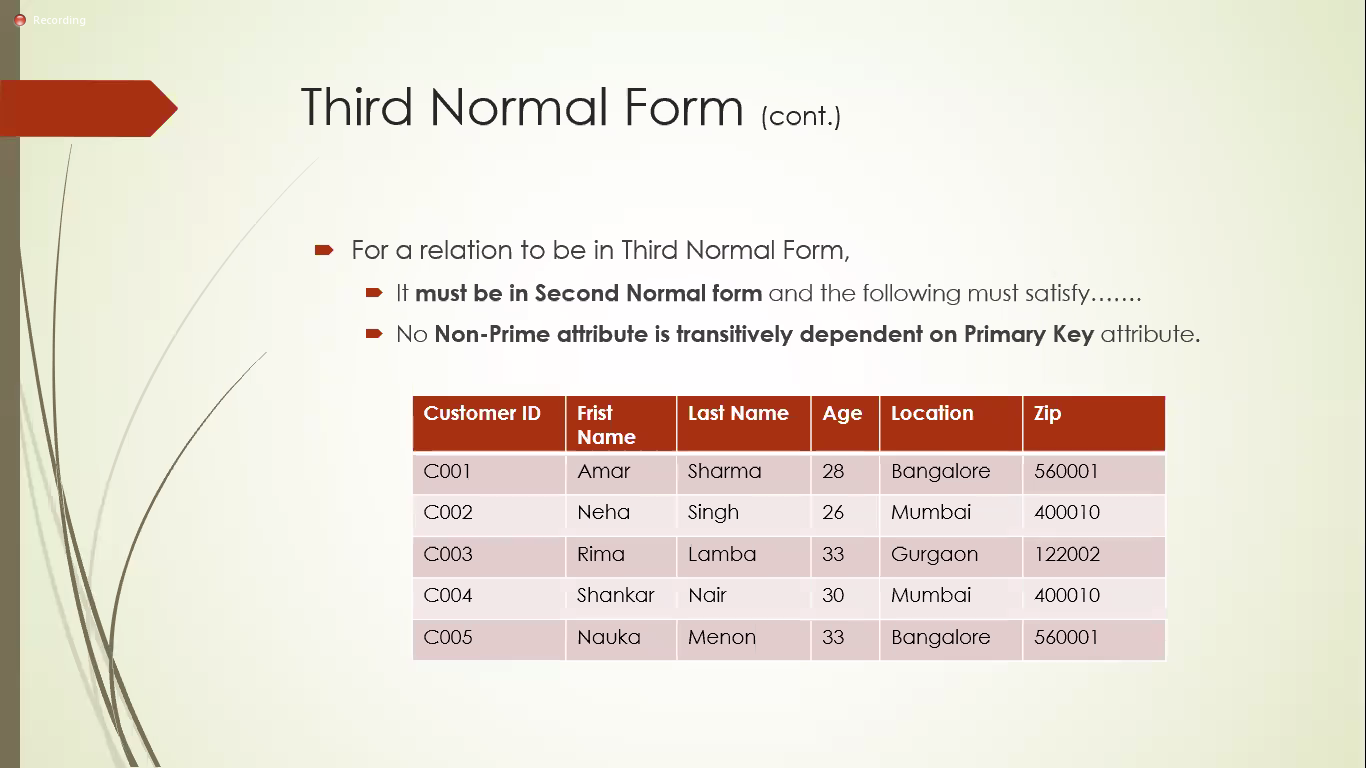 Recording
Third Normal Form (cont.)
For a relation to be in Third Normal Form,
It must be in Second Normal form and the following must satisfy…….
No Non-Prime attribute is transitively dependent on Primary Key attribute.
Customer ID Frist Name Last Name Age Location Zip
C001 Amar Sharma 28 Bangalore 560001
C002 Neha Singh 26 Mumbai 400010
C003 Rima Lamba 33 Gurgaon 122002
C004 Shankar Nair 30 Mumbai 400010
C005 Nauka Menon 33 Bangalore 560001